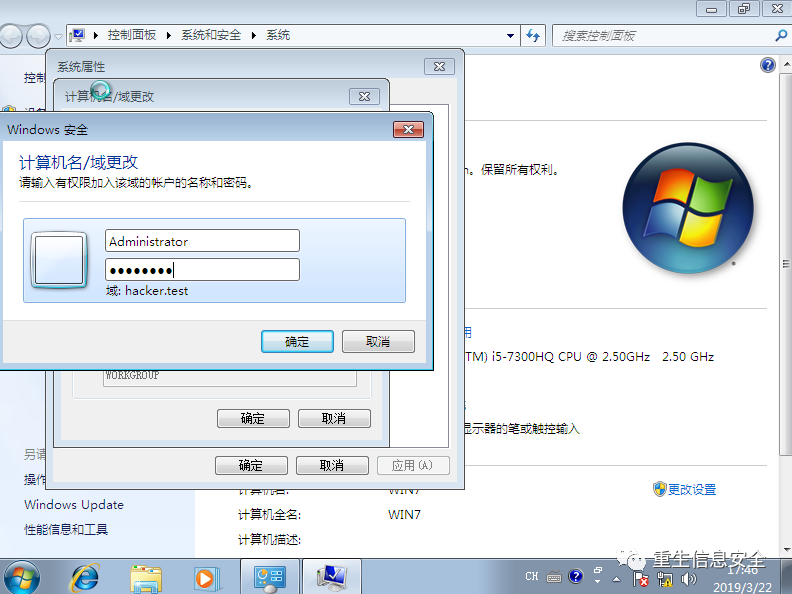 控制面板 系统和安全 系统
搜索控制面板
系统属性
控制
计算机名/域更改
Windows 安全
计算机名/域更改
请输入有权限加入该域的帐户的名称和密码。
Administrator
域: hacker.test
确定 取消
。保留所有权利。
TM) i5-7300HQ CPU @ 2.50GHz 2.50 GHz
显示器的笔或触控输入
WORKGROUP
确定 取消
确定 取消 应用(A)
另请
操作
Windows Update
性能信息和工具
计算机名: WIN7
更改设置
计算机全名: WIN7
计算机描述:
重生信息安全
CH
17:46
2019/3/22